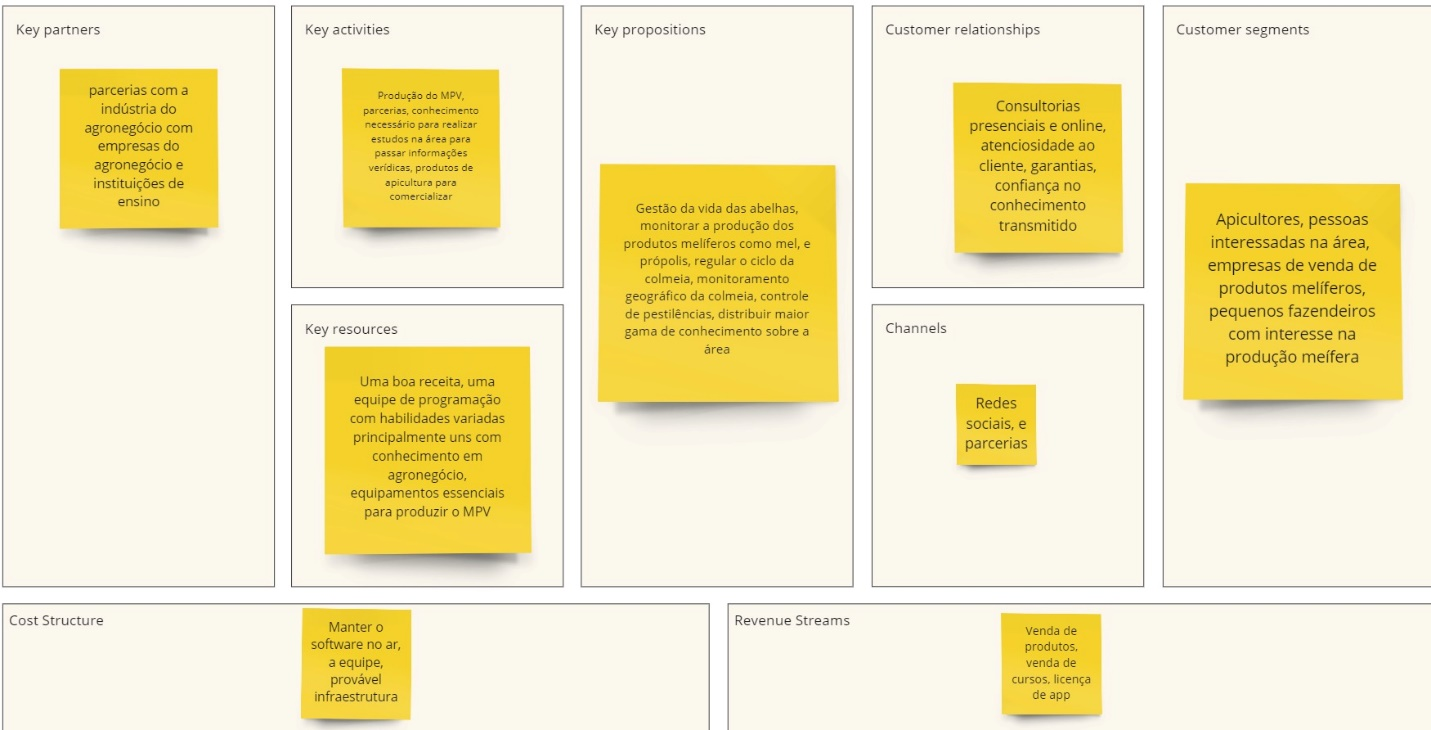 Key partners
parcerias com a
indústria do
agronegócio com
empresas do
agronegócio e
instituições de
ensino
Key activities
Produção do MPV,
parcerias, conhecimento
necessário para realizar
estudos na área para
passar informações
verídicas, produtos de
apicultura para
comercializar
Key resources
Uma boa receita, uma
equipe de programação
com habilidades variadas
principalmente uns com
conhecimento em
agronegócio,
equipamentos essenciais
para produzir o MPV
Key propositions
Gestão da vida das abelhas,
monitorar a produção dos
produtos melíferos como mel, e
própolis, regular o ciclo da
colmeia, monitoramento
geográfico da colmeia, controle
de pestilências, distribuir maior
gama de conhecimento sobre a
área
Customer relationships
Consultorias
presenciais e online,
atenciosidade ao
cliente, garantias,
confiança no
conhecimento
transmitido
Channels
Redes
sociais, e
parcerias
Customer segments
Apicultores, pessoas
interessadas na área,
empresas de venda de
produtos melíferos,
pequenos fazendeiros
com interesse na
produção meífera
Cost Structure
Manter o
software no ar,
a equipe,
provável
infraestrutura
Revenue Streams
Venda de
produtos,
venda de
cursos, licença
de app